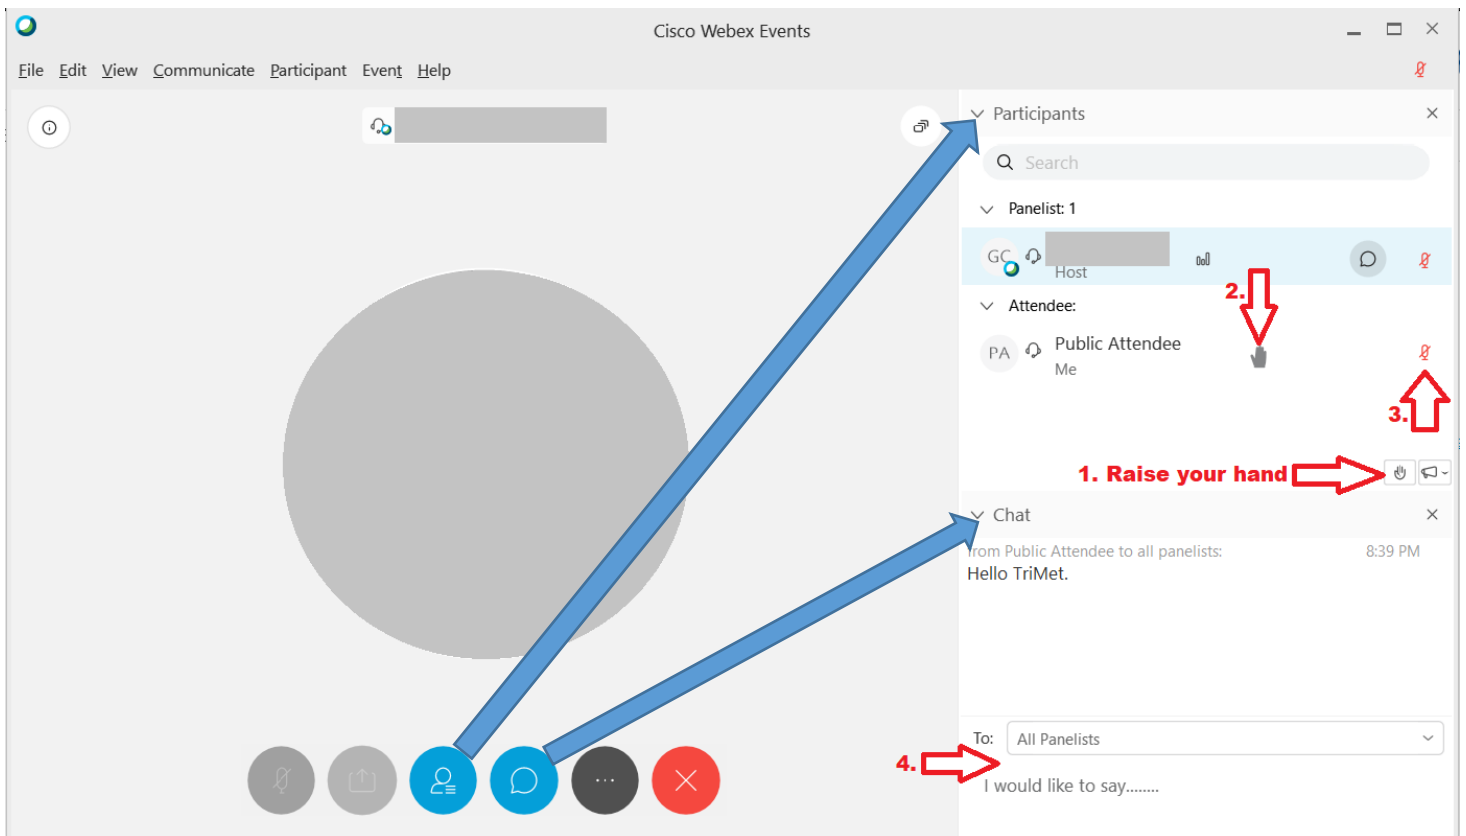 Cisco Webex Events
File Edit View Communicate Participant Event Help
Participants
Search
Panelist: 1
GC
Host
2.
Attendee:
PA
Public Attendee
Me
3.
1. Raise your hand
Chat
from Public Attendee to all panelists: 8:39 PM
Hello TriMet.
To: All Panelists
4.
I would like to say........